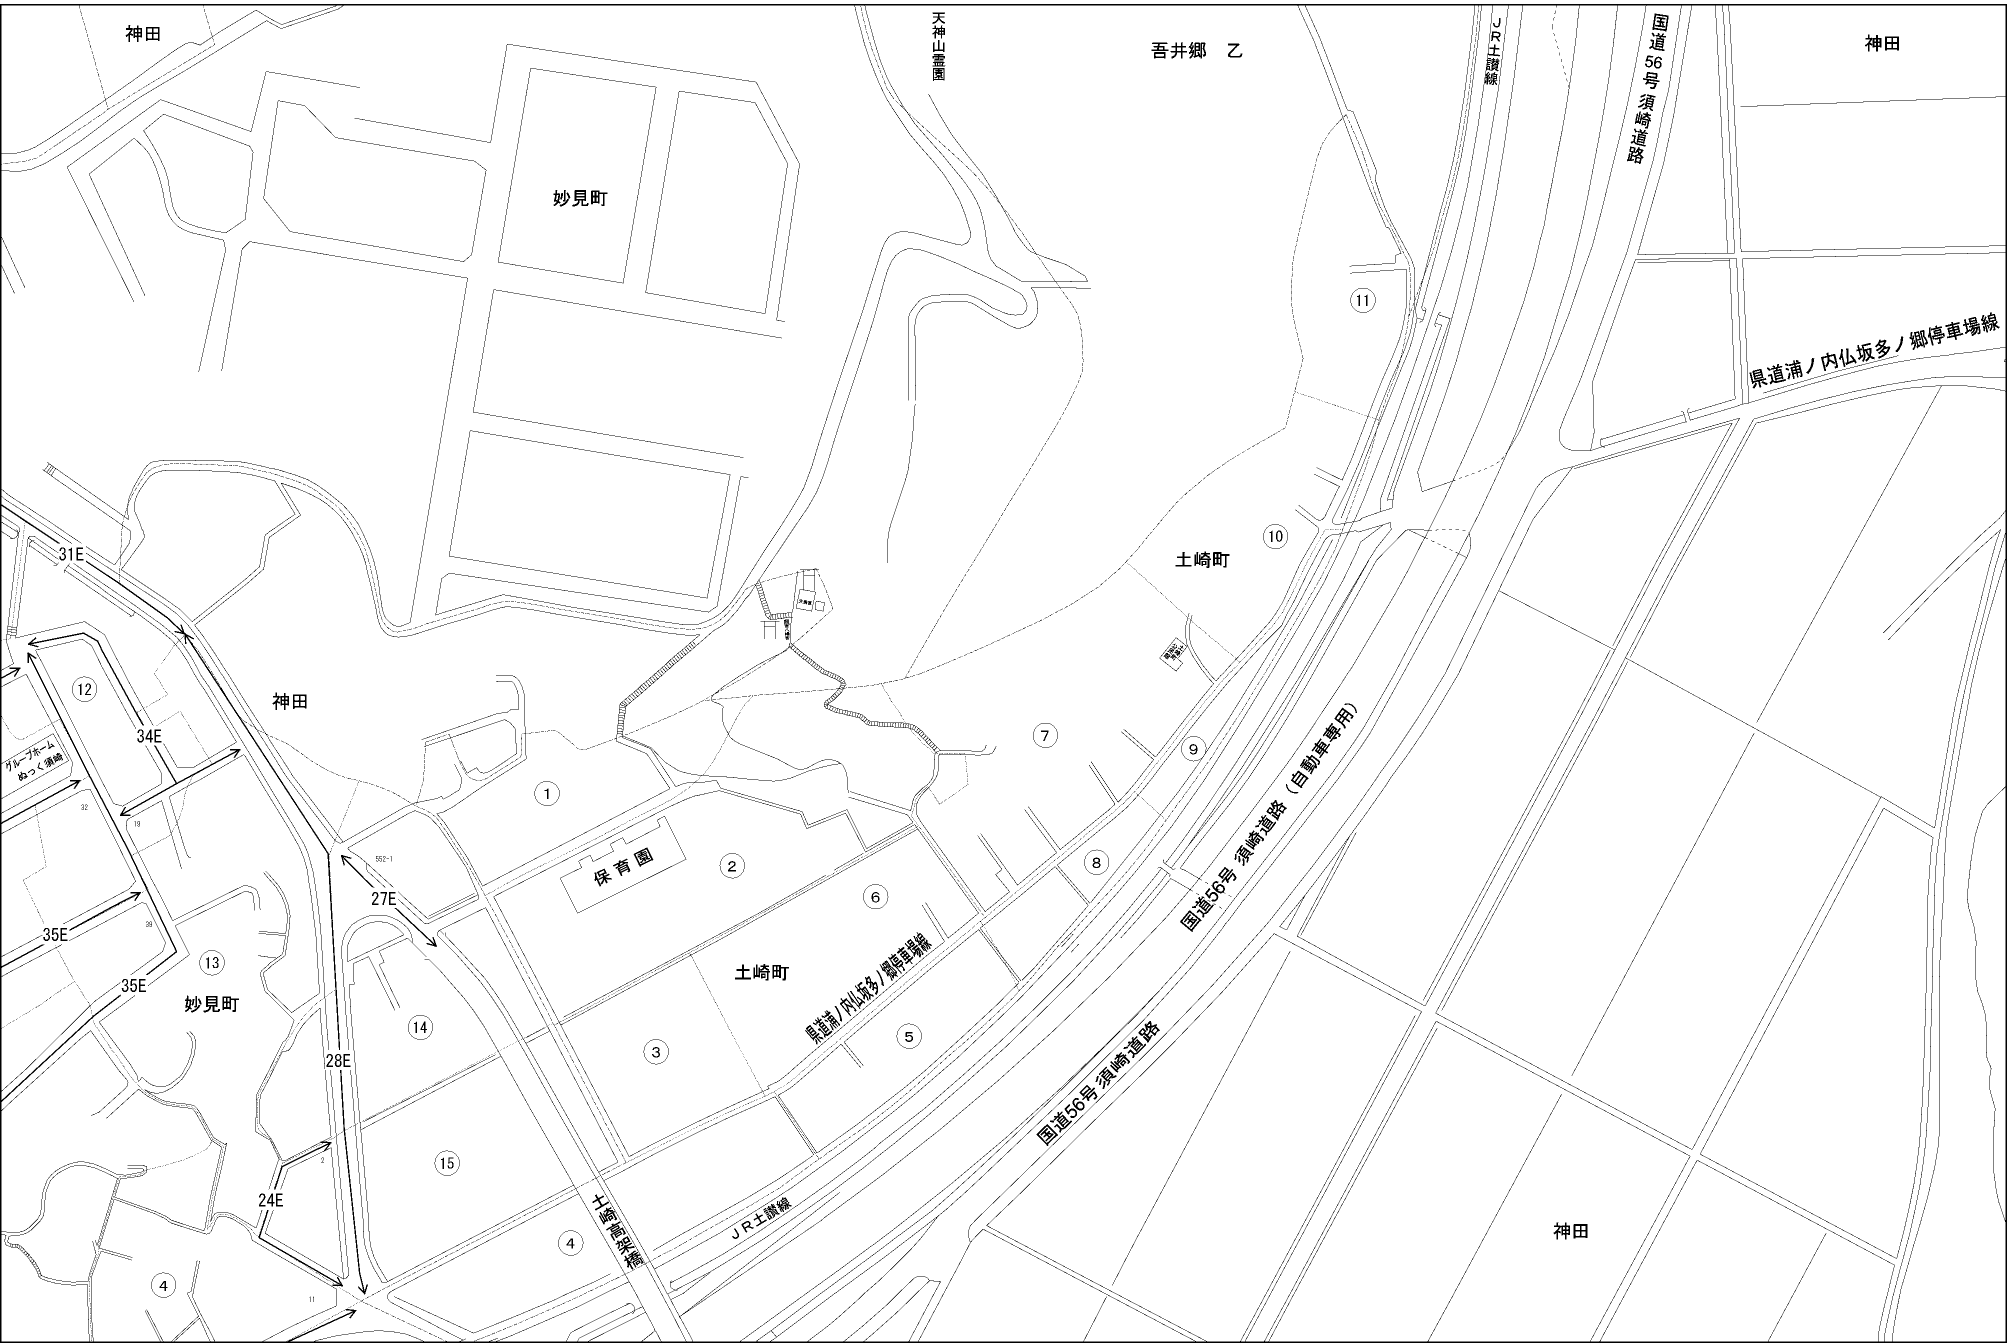 神田
天神山霊園
吾井郷　乙
ＪＲ土讃線
国道56号 須崎道路
神田
妙見町
⑪
県道浦ノ内仏坂多ノ郷停車場線
31E
⑩
土崎町
⑫
34E
神田
グループホーム
ぬっく須崎
⑦
⑨
国道56号 須崎道路（自動車専用）
①
32
19
552-1
保育園
②
⑧
27E
⑥
35E
39
⑬
35E
妙見町
土崎町
県道浦ノ内仏坂多ノ郷停車場線
⑭
28E
③
⑤
国道56号 須崎道路
2
⑮
24E
土崎高架橋
ＪＲ土讃線
④
神田
④
11